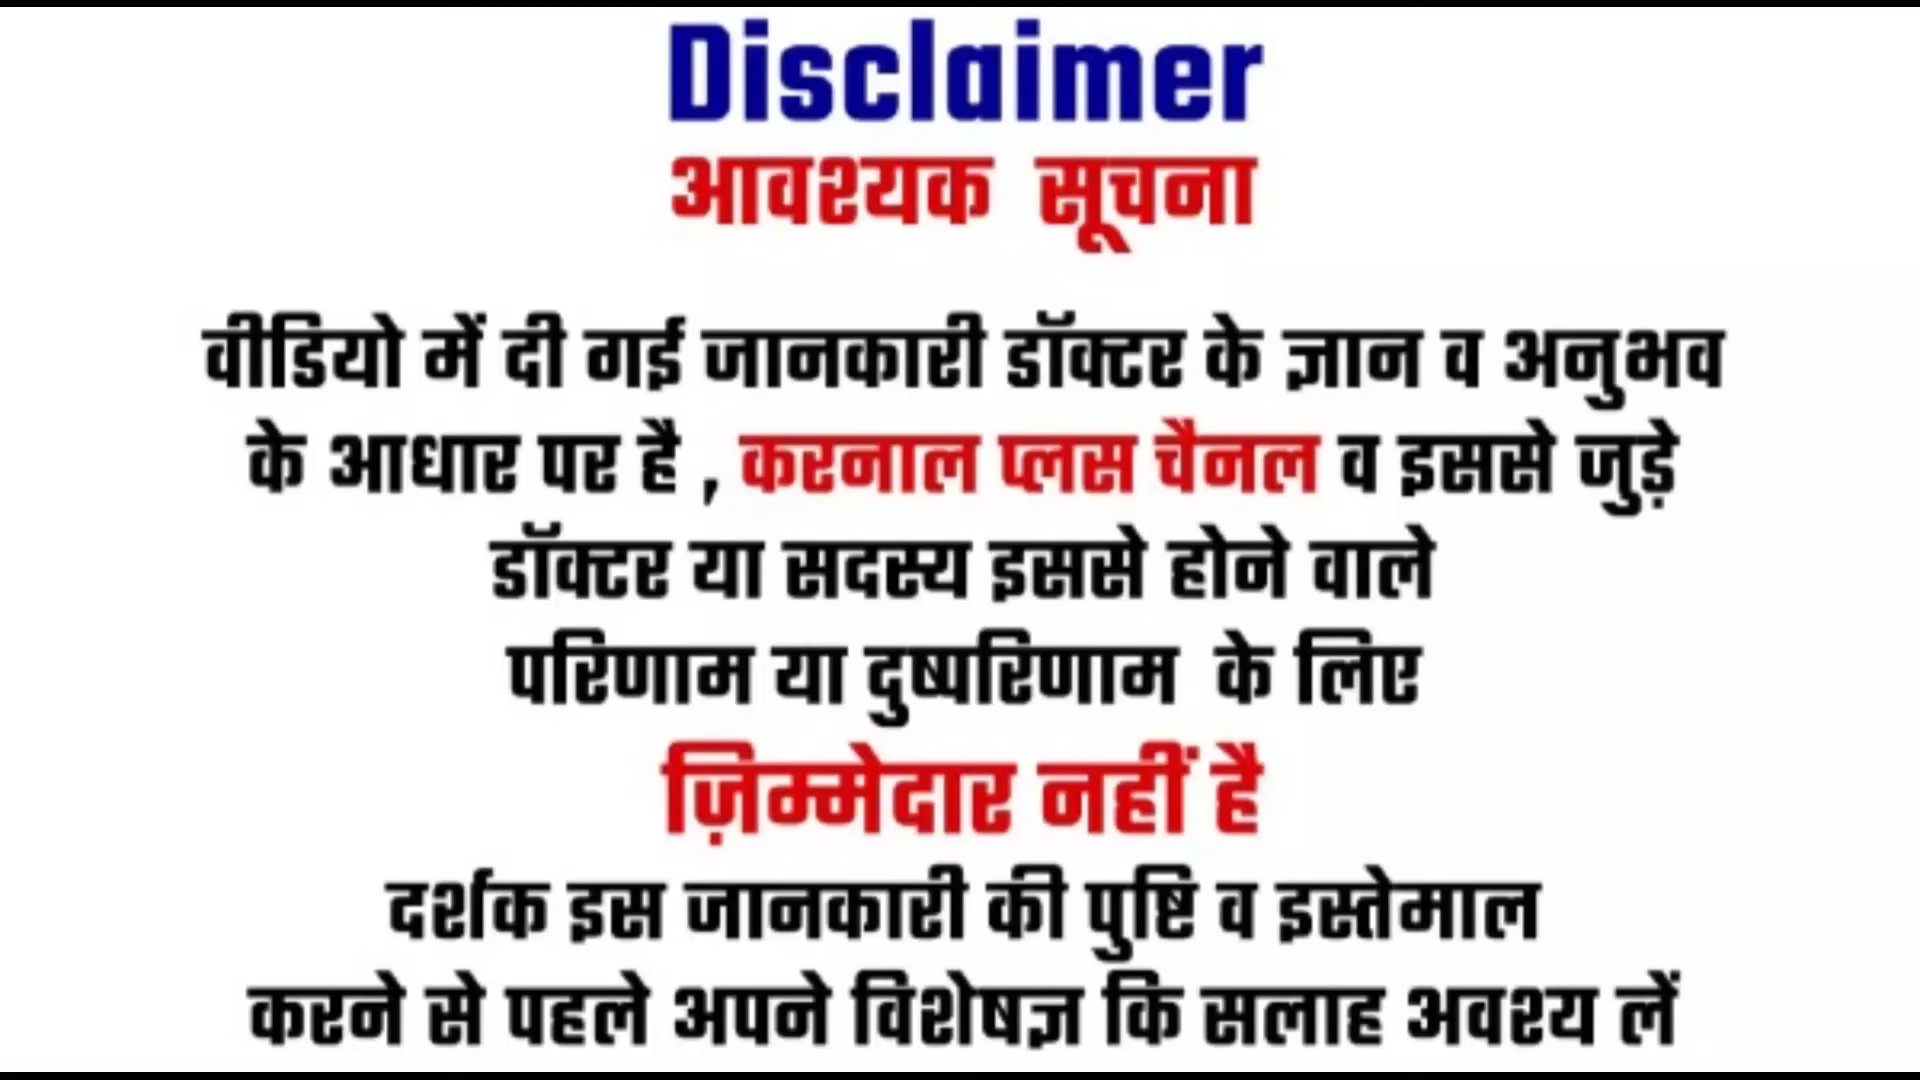 Disclaimer
आवश्यक सूचना
वीडियो में दी गई जानकारी डॉक्टर के ज्ञान व अनुभव
के आधार पर है , करनाल प्लस चैनल व इससे जुड़े
डॉक्टर या सदस्य इससे होने वाले
परिणाम या दुष्परिणाम के लिए
ज़िम्मेदार नहीं है
दर्शक इस जानकारी की पुष्टि व इस्तेमाल
करने से पहले अपने विशेषज्ञ कि सलाह अवश्य लें